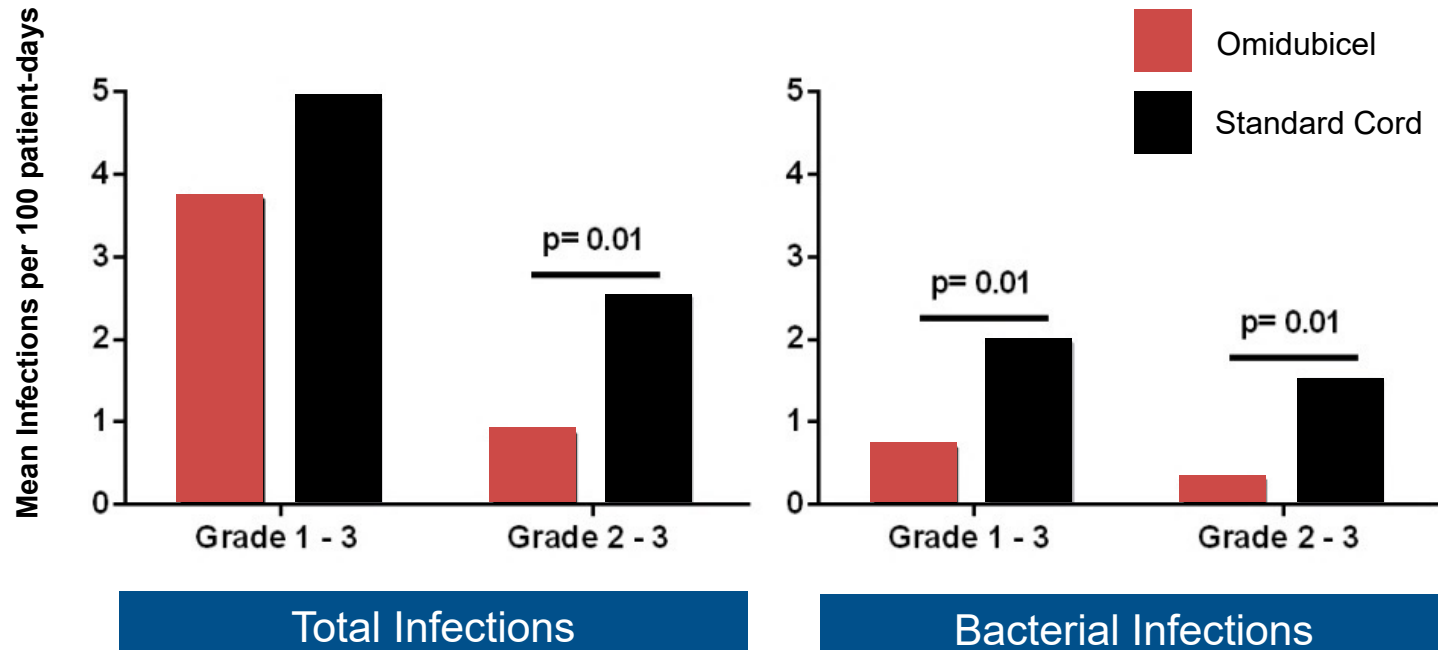 Mean Infections per 100 patient-days
Omidubicel
Standard Cord
5
4
3
2
1
0
p= 0.01
Grade 1 - 3
Grade 2 - 3
Total Infections
5
4
3
2
1
0
p= 0.01
p= 0.01
Grade 1 - 3
Grade 2 - 3
Bacterial Infections